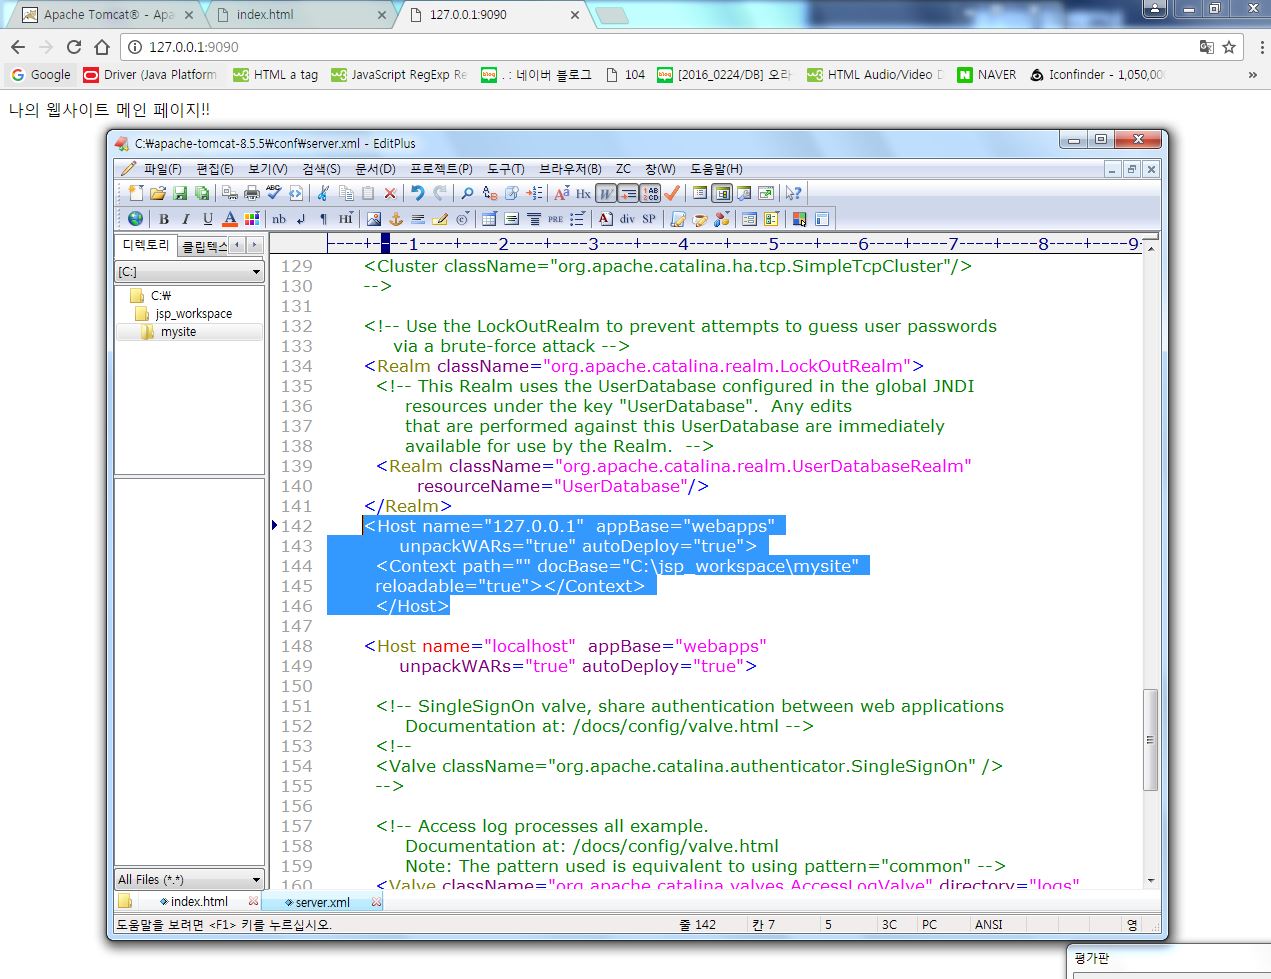 Apache Tomcat® - Apa
index.html
127.0.0.1:9090
127.0.0.1:9090
Google
Driver (Java Platform
HTML a tag
JavaScript RegExp Re
. : 네이버 블로그
104
[2016_0224/DB] 오라
HTML Audio/Video D
NAVER
Iconfinder - 1,050,00
»
나의 웹사이트 메인 페이지!!
C:\apache-tomcat-8.5.5\conf\server.xml - EditPlus
파일(F) 편집(E) 보기(V) 검색(S) 문서(D) 프로젝트(P) 도구(T) 브라우저(B) ZC 창(W) 도움말(H)
B I U A nb HI PRE A div SP
디렉토리 클립텍스
[C:]
C:\
jsp_workspace
mysite
All Files (*.*)
----+----1----+----2----+----3----+----4----+----5----+----6----+----7----+----8----+----9-
129 <Cluster className="org.apache.catalina.ha.tcp.SimpleTcpCluster"/>
130 -->
131
132 <!-- Use the LockOutRealm to prevent attempts to guess user passwords
133 via a brute-force attack -->
134 <Realm className="org.apache.catalina.realm.LockOutRealm">
135 <!-- This Realm uses the UserDatabase configured in the global JNDI
136 resources under the key "UserDatabase".  Any edits
137 that are performed against this UserDatabase are immediately
138 available for use by the Realm.  -->
139 <Realm className="org.apache.catalina.realm.UserDatabaseRealm"
140 resourceName="UserDatabase"/>
141 </Realm>
142 <Host name="127.0.0.1"  appBase="webapps"
143 unpackWARs="true" autoDeploy="true">
144 <Context path="" docBase="C:\jsp_workspace\mysite"
145 reloadable="true"></Context>
146 </Host>
147
148 <Host name="localhost"  appBase="webapps"
149 unpackWARs="true" autoDeploy="true">
150
151 <!-- SingleSignOn valve, share authentication between web applications
152 Documentation at: /docs/config/valve.html -->
153 <!--
154 <Valve className="org.apache.catalina.authenticator.SingleSignOn" />
155 -->
156
157 <!-- Access log processes all example.
158 Documentation at: /docs/config/valve.html
159 Note: The pattern used is equivalent to using pattern="common" -->
160 <Valve className="org.apache.catalina.valves.AccessLogValve" directory="logs"
index.html
server.xml
도움말을 보려면 <F1> 키를 누르십시오.
줄 142 칸 7 5 3C PC ANSI 영
평가판